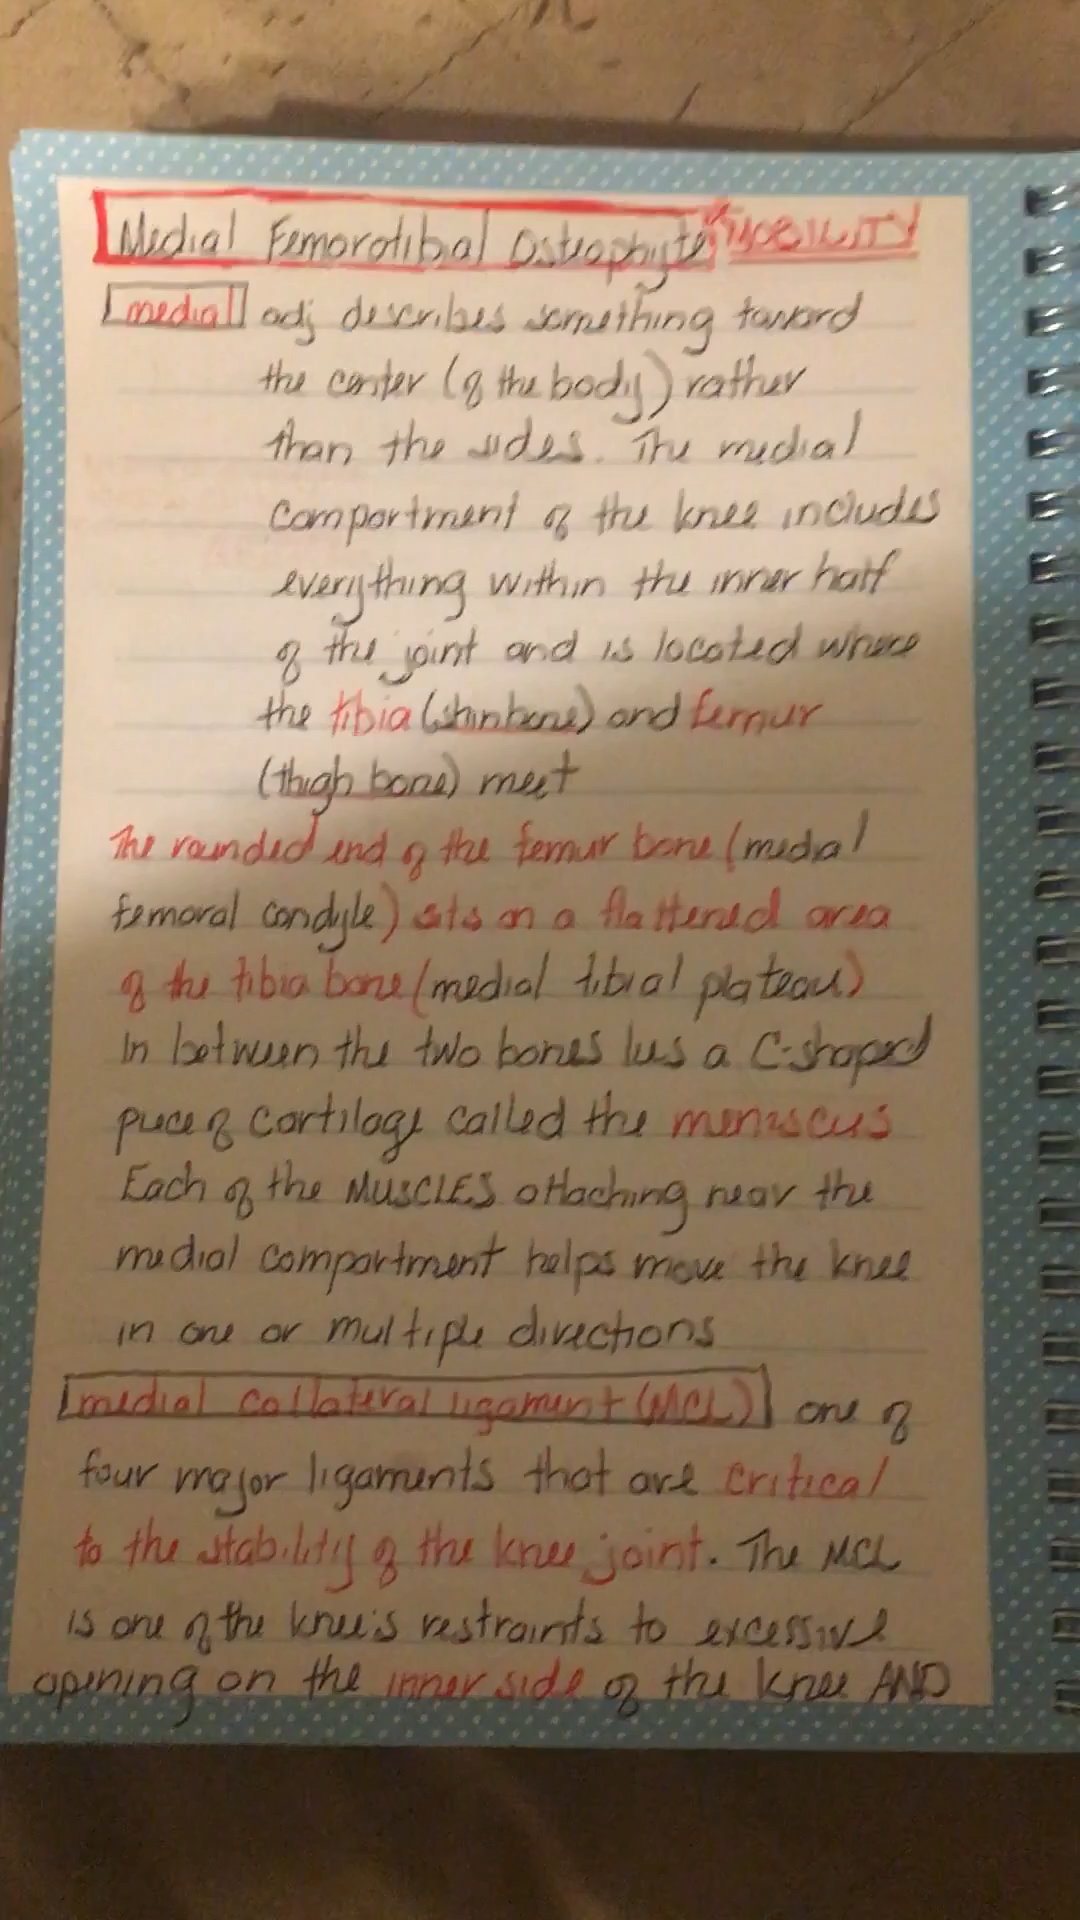 Medial Femorotibial Osteophyte *MOBILITY
medial adj describes something toward
the center (of the body) rather
than the sides. The medial
compartment of the knee includes
everything within the inner half
of the joint and is located where
the tibia (shinbone) and femur
(thigh bone) meet
The rounded end of the femur bone (medial
femoral condyle) sits on a flattened area
of the tibia bone (medial tibial plateau)
In between the two bones lies a C-shaped
piece of cartilage called the meniscus
Each of the MUSCLES attaching near the
medial compartment helps move the knee
in one or multiple directions
medial collateral ligament (MCL) one of
four major ligaments that are critical
to the stability of the knee joint. The MCL
is one of the knee's restraints to excessive
opening on the inner side of the knee AND